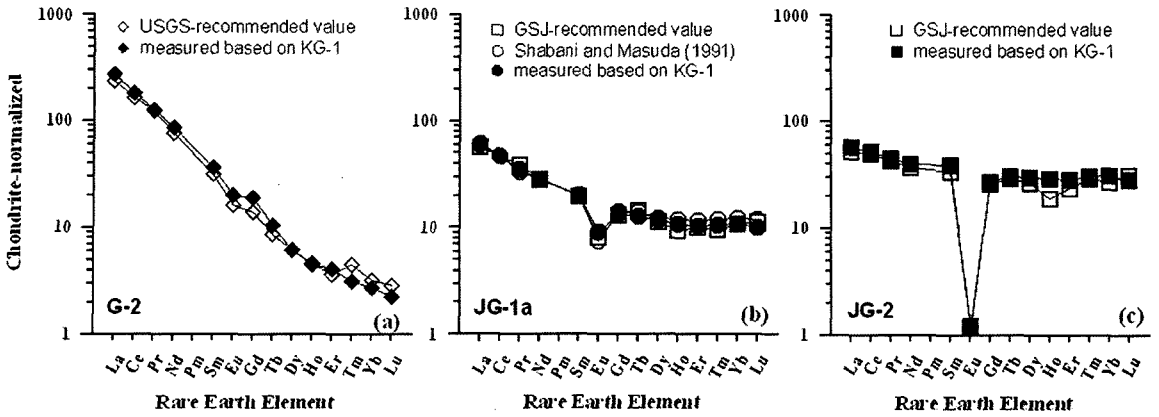 Chondrite-normalized
1000
100
10
1
USGS-recommended value
measured based on KG-1
G-2
(a)
La Ce Pr Nd Pm Sm Eu Gd Tb Dy Ho Er Tm Yb Lu
Rare Earth Element
1000
100
10
1
GSJ-recommended value
Shabani and Masuda (1991)
measured based on KG-1
JG-1a
(b)
La Ce Pr Nd Pm Sm Eu Gd Tb Dy Ho Er Tm Yb Lu
Rare Earth Element
1000
100
10
1
GSJ-recommended value
measured based on KG-1
JG-2
(c)
La Ce Pr Nd Pm Sm Eu Gd Tb Dy Ho Er Tm Yb Lu
Rare Earth Element